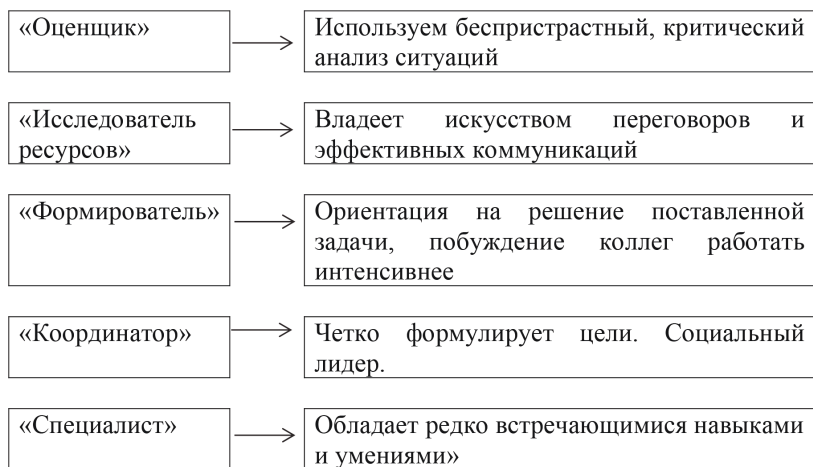 «Оценщик»
Используем беспристрастный, критический
анализ ситуаций
«Исследователь
ресурсов»
Владеет искусством переговоров и
эффективных коммуникаций
«Формирователь»
Ориентация на решение поставленной
задачи, побуждение коллег работать
интенсивнее
«Координатор»
Четко формулирует цели. Социальный
лидер.
«Специалист»
Обладает редко встречающимися навыками
и умениями»